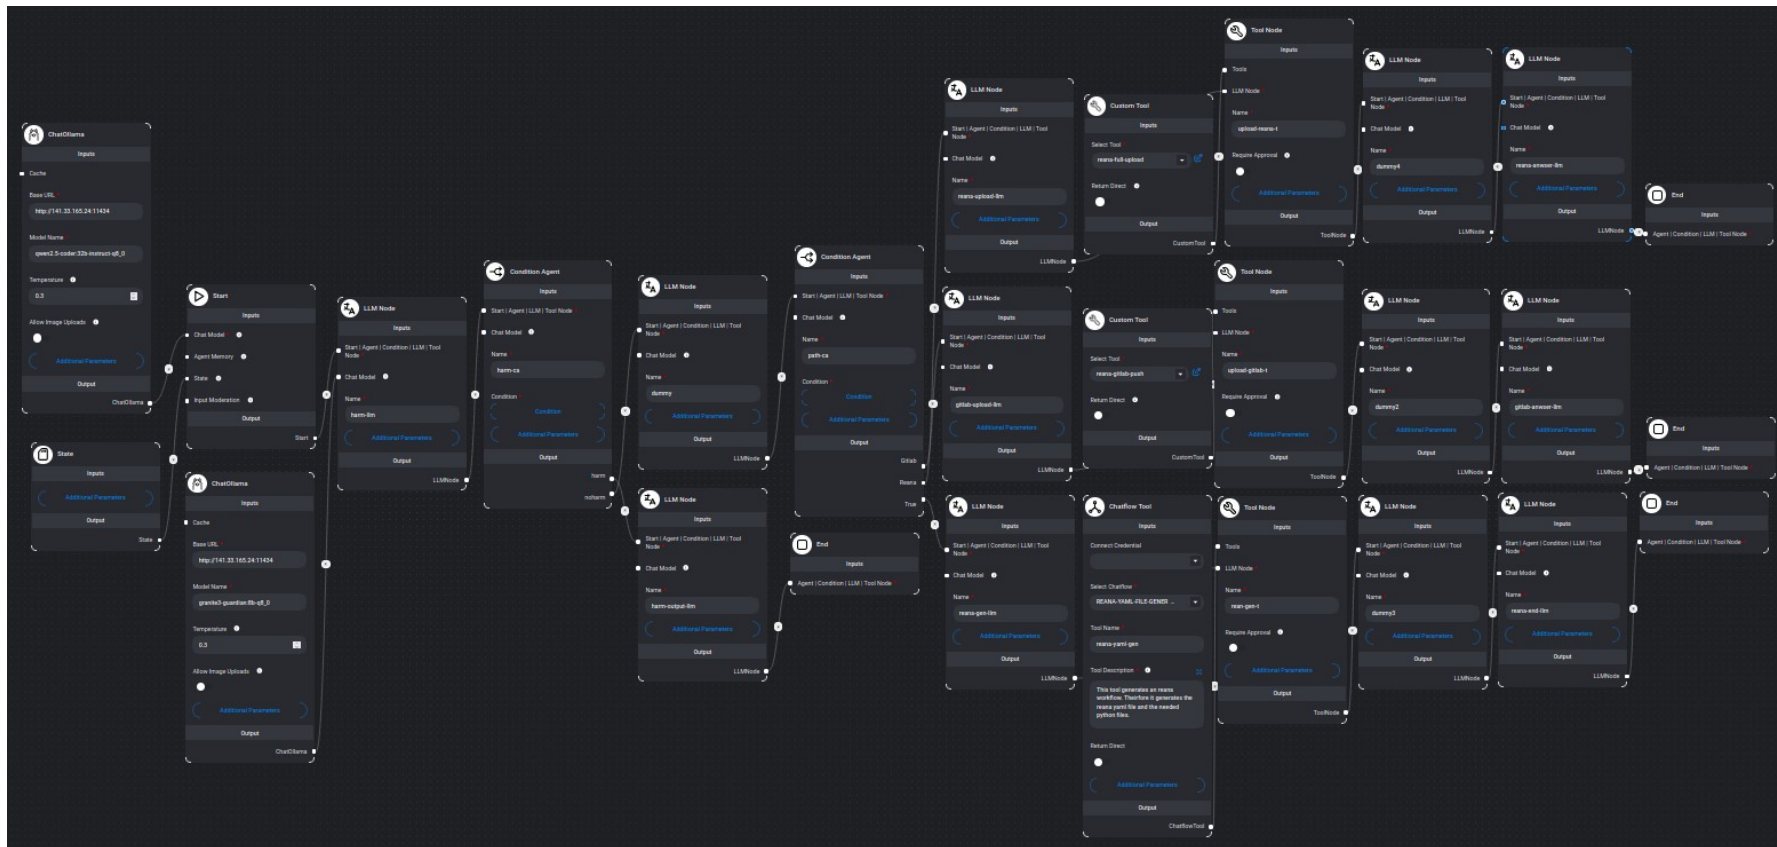 ChatOllama
Inputs
Cache
Base URL *
http://141.33.165.24:11434
Model Name *
qwen2.5-coder:32b-instruct-q8_0
Temperature
0.3
Allow Image Uploads
Additional Parameters
Output
ChatOllama
State
Inputs
Additional Parameters
Output
State
Start
Inputs
Chat Model *
Agent Memory
State
Input Moderation
Output
Start
ChatOllama
Inputs
Cache
Base URL *
http://141.33.165.24:11434
Model Name *
granite3-guardian:8b-q8_0
Temperature
0.3
Allow Image Uploads
Additional Parameters
Output
ChatOllama
LLM Node
Inputs
Start | Agent | Condition | LLM | Tool
Node *
Chat Model
Name *
harm-llm
Additional Parameters
Output
LLMNode
Condition Agent
Inputs
Start | Agent | LLM | Tool Node *
Chat Model
Name *
harm-ca
Condition *
Condition
Additional Parameters
Output
harm
noharm
LLM Node
Inputs
Start | Agent | Condition | LLM | Tool
Node *
Chat Model
Name *
dummy
Additional Parameters
Output
LLMNode
LLM Node
Inputs
Start | Agent | Condition | LLM | Tool
Node *
Chat Model
Name *
harm-output-llm
Additional Parameters
Output
LLMNode
Condition Agent
Inputs
Start | Agent | LLM | Tool Node *
Chat Model
Name *
path-ca
Condition *
Condition
Additional Parameters
Output
Gitlab
Reana
True
End
Inputs
Agent | Condition | LLM | Tool Node *
LLM Node
Inputs
Start | Agent | Condition | LLM | Tool
Node *
Chat Model
Name *
reana-upload-llm
Additional Parameters
Output
LLMNode
Custom Tool
Inputs
Select Tool *
reana-full-upload
Return Direct
Output
CustomTool
Tool Node
Inputs
Tools
LLM Node *
Name *
upload-reana-t
Require Approval
Additional Parameters
Output
ToolNode
LLM Node
Inputs
Start | Agent | Condition | LLM | Tool
Node *
Chat Model
Name *
dummy4
Additional Parameters
Output
LLMNode
LLM Node
Inputs
Start | Agent | Condition | LLM | Tool
Node *
Chat Model
Name *
reana-anwser-llm
Additional Parameters
Output
LLMNode
End
Inputs
Agent | Condition | LLM | Tool Node *
LLM Node
Inputs
Start | Agent | Condition | LLM | Tool
Node *
Chat Model
Name *
gitlab-upload-llm
Additional Parameters
Output
LLMNode
Custom Tool
Inputs
Select Tool *
reana-gitlab-push
Return Direct
Output
CustomTool
Tool Node
Inputs
Tools
LLM Node *
Name *
upload-gitlab-t
Require Approval
Additional Parameters
Output
ToolNode
LLM Node
Inputs
Start | Agent | Condition | LLM | Tool
Node *
Chat Model
Name *
dummy2
Additional Parameters
Output
LLMNode
LLM Node
Inputs
Start | Agent | Condition | LLM | Tool
Node *
Chat Model
Name *
gitlab-anwser-llm
Additional Parameters
Output
LLMNode
End
Inputs
Agent | Condition | LLM | Tool Node *
LLM Node
Inputs
Start | Agent | Condition | LLM | Tool
Node *
Chat Model
Name *
reana-gen-llm
Additional Parameters
Output
LLMNode
Chatflow Tool
Inputs
Connect Credential
Select Chatflow *
REANA-YAML-FILE-GENER ...
Tool Name *
reana-yaml-gen
Tool Description *
This tool generates an reana
workflow. Theirfore it generates the
reana yaml file and the needed
python files.
Return Direct
Additional Parameters
Output
ChatflowTool
Tool Node
Inputs
Tools
LLM Node *
Name *
rean-gen-t
Require Approval
Additional Parameters
Output
ToolNode
LLM Node
Inputs
Start | Agent | Condition | LLM | Tool
Node *
Chat Model
Name *
dummy3
Additional Parameters
Output
LLMNode
LLM Node
Inputs
Start | Agent | Condition | LLM | Tool
Node *
Chat Model
Name *
reana-end-llm
Additional Parameters
Output
LLMNode
End
Inputs
Agent | Condition | LLM | Tool Node *